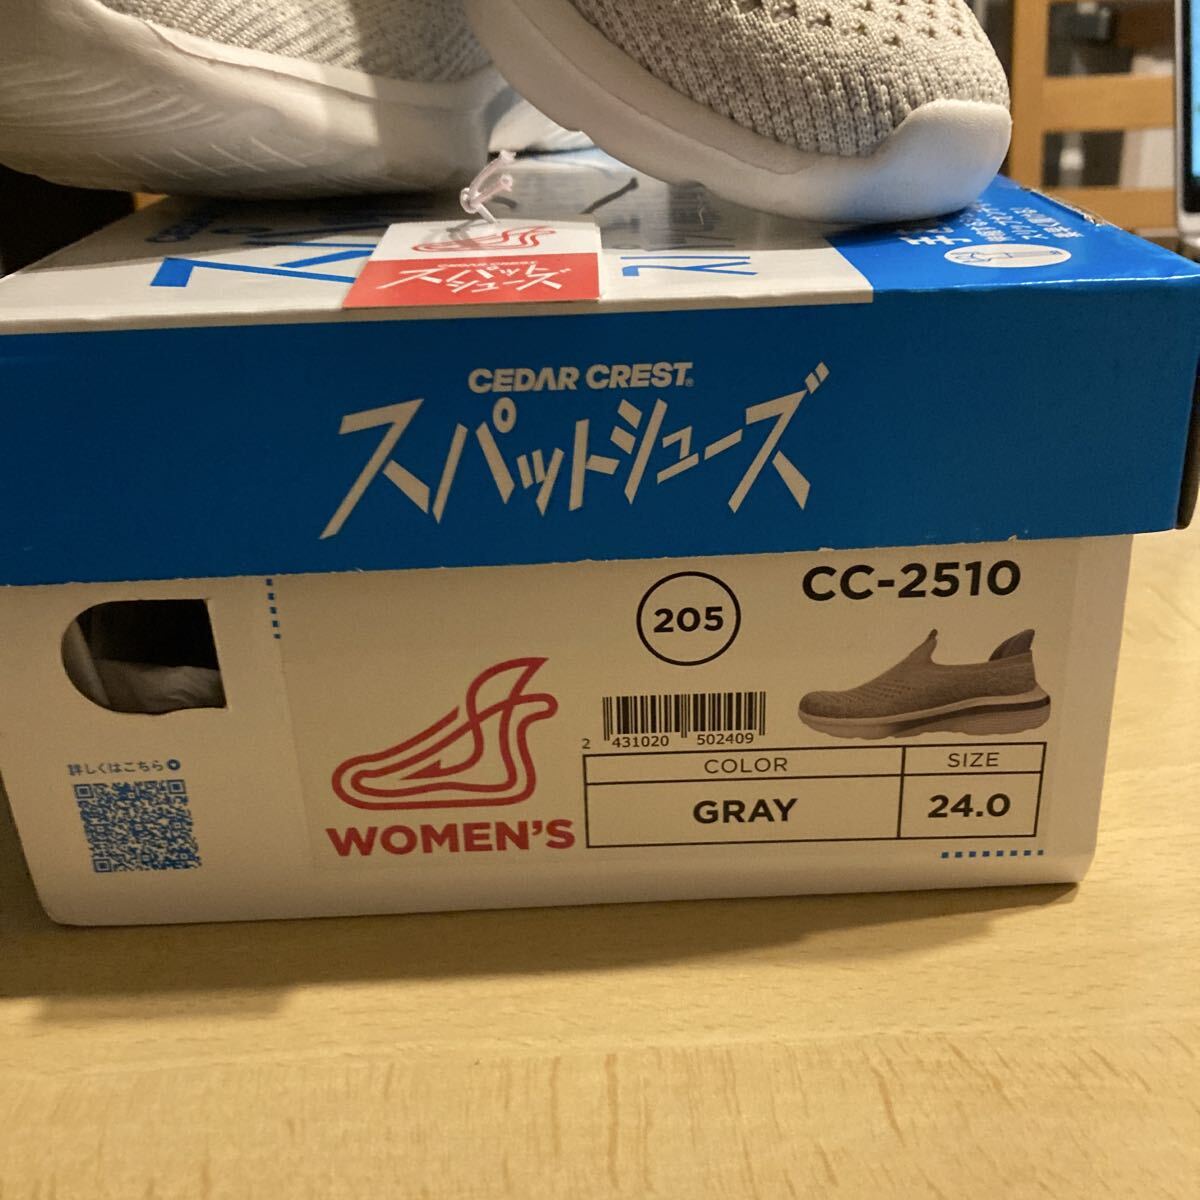 スパットシューズ
CEDAR CREST
スパットシューズ
205
CC-2510
2 431020 502409
COLOR
SIZE
GRAY
24.0
WOMEN'S
詳しくはこちら